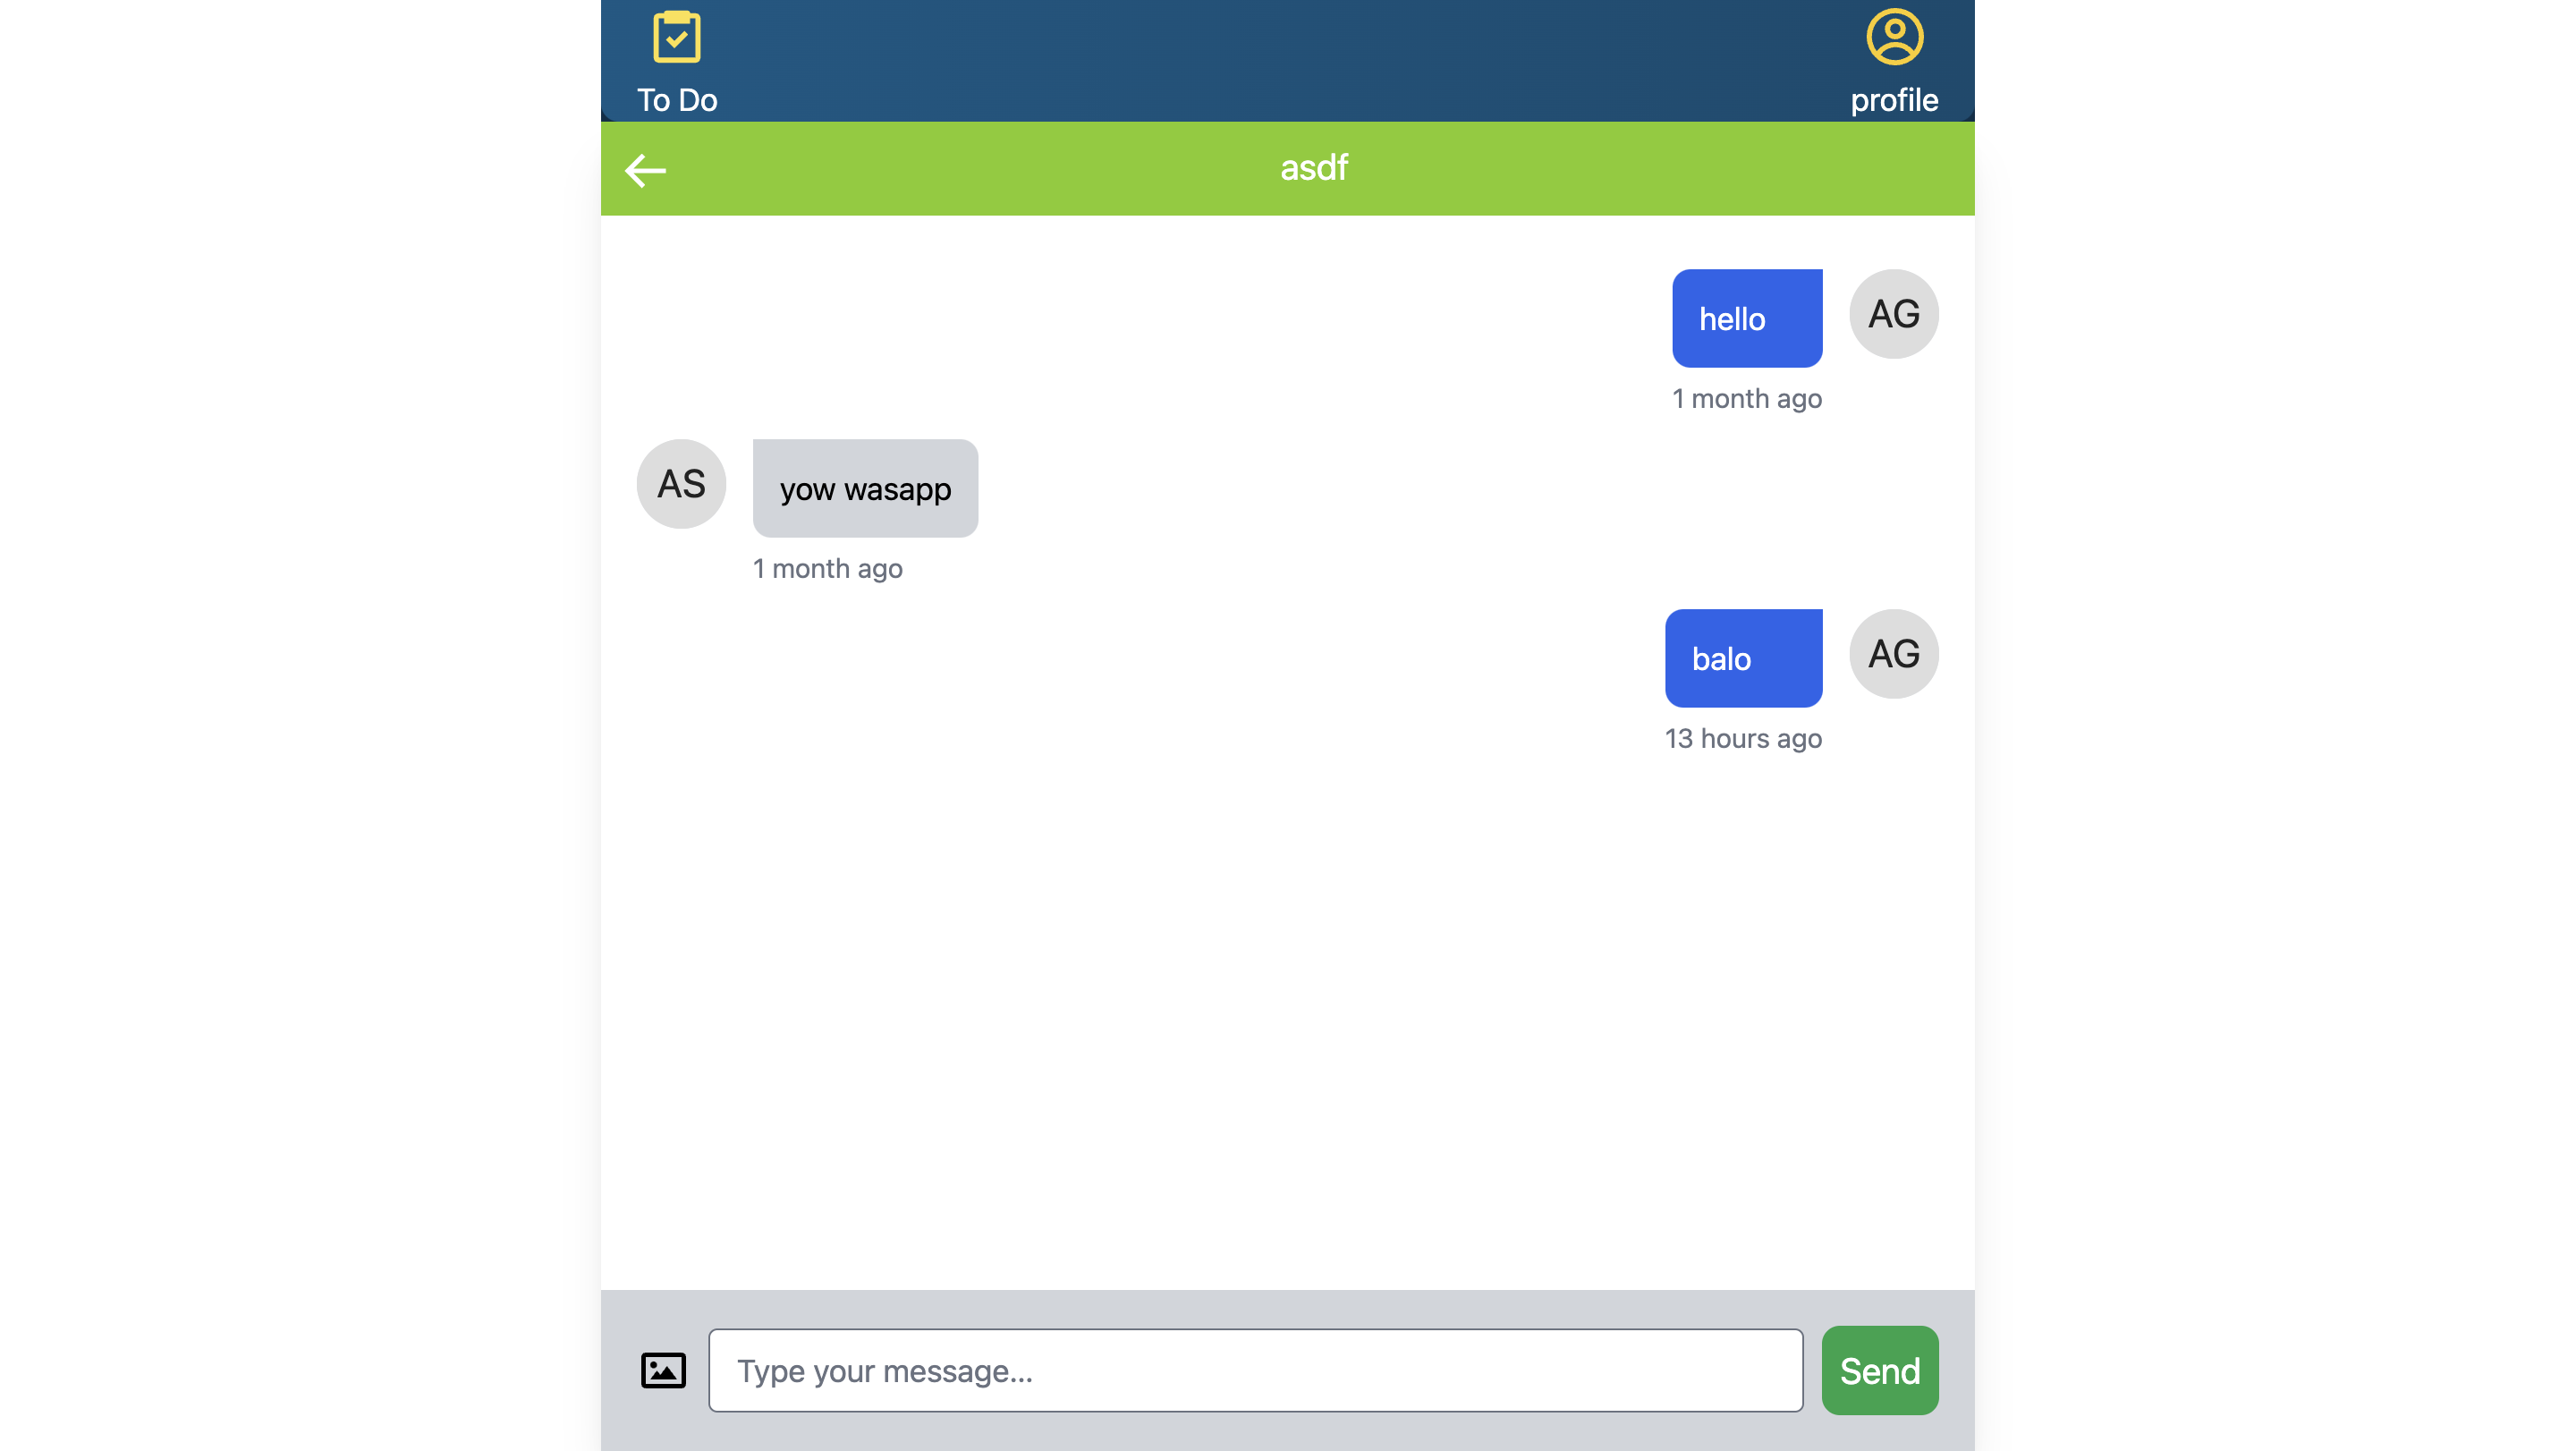 To Do
profile
asdf
hello
AG
1 month ago
AS
yow wasapp
1 month ago
balo
AG
13 hours ago
Type your message...
Send